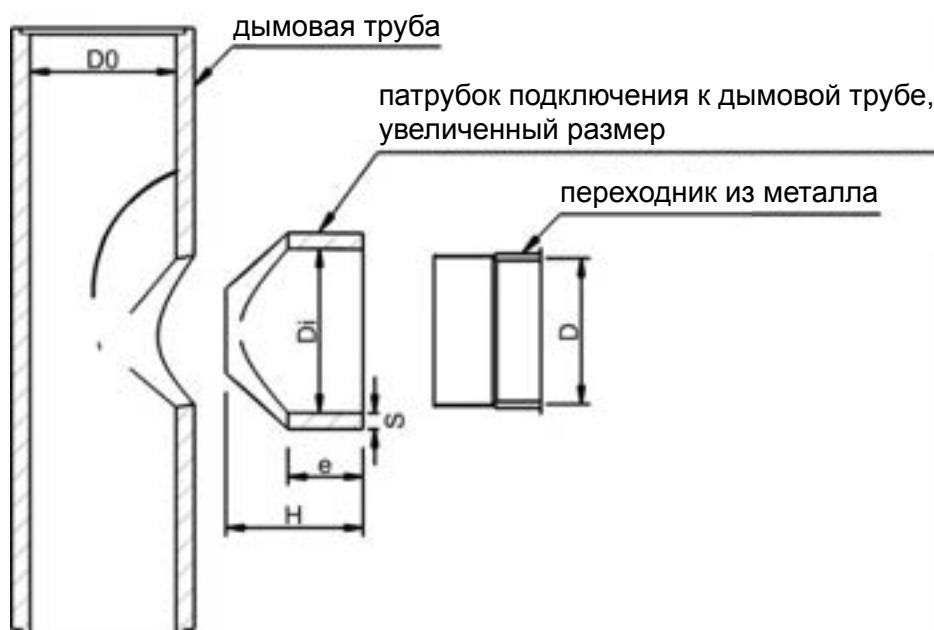 дымовая труба
D0
патрубок подключения к дымовой трубе,
увеличенный размер
переходник из металла
Di
D
S
e
H